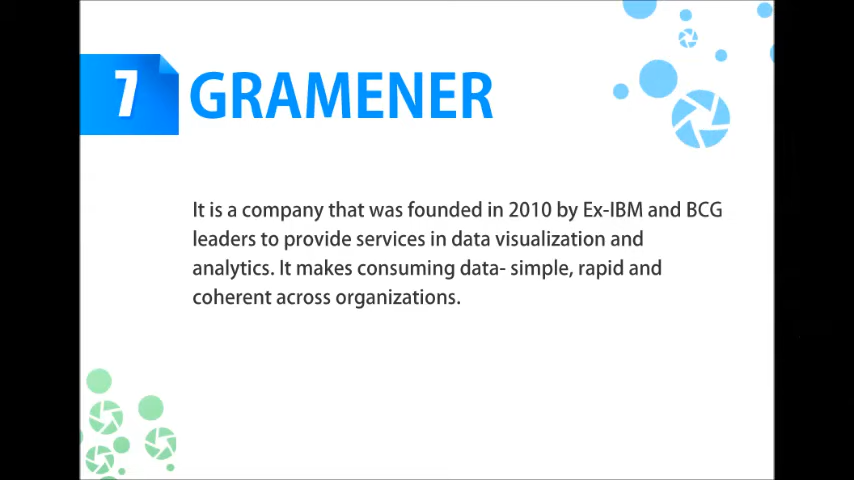 7
GRAMENER
It is a company that was founded in 2010 by Ex-IBM and BCG
leaders to provide services in data visualization and
analytics. It makes consuming data- simple, rapid and
coherent across organizations.